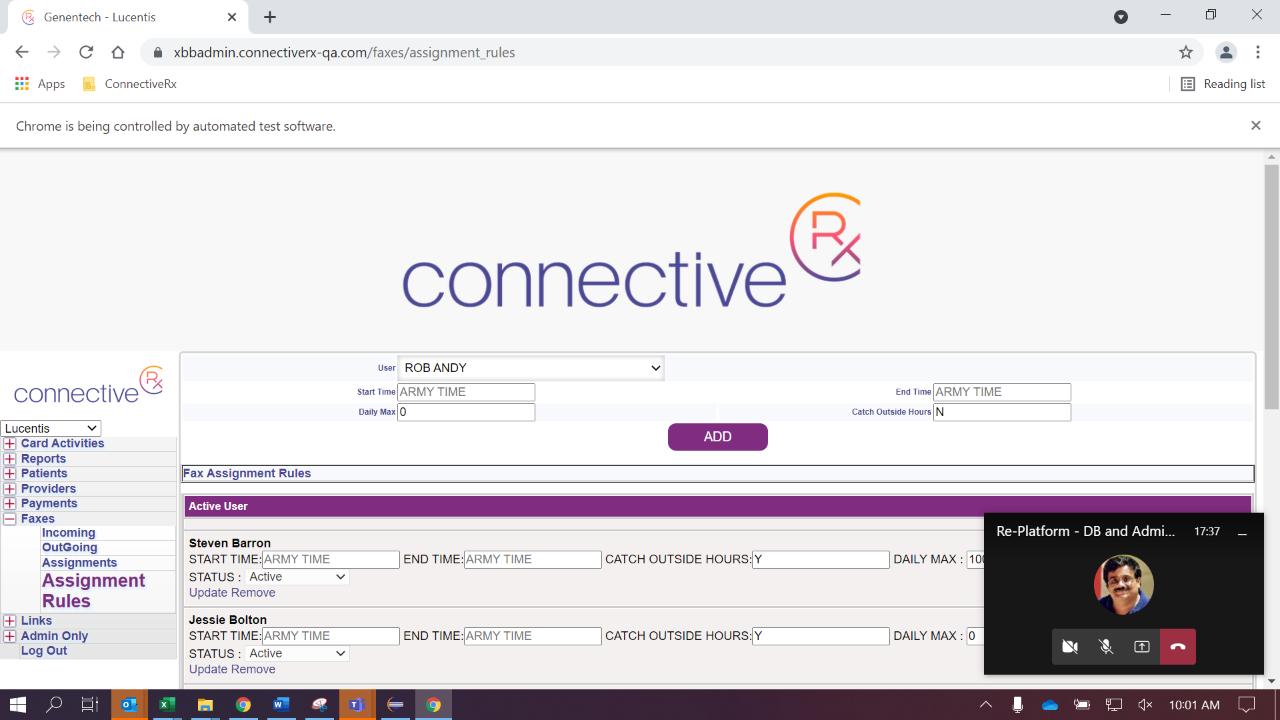 Genentech - Lucentis
xbbadmin.connectiverx-qa.com/faxes/assignment_rules
Apps ConnectiveRx Reading list
Chrome is being controlled by automated test software.
connective Rx
connective Rx
Lucentis
Card Activities
Reports
Patients
Providers
Payments
Faxes
Incoming
OutGoing
Assignments
Assignment
Rules
Links
Admin Only
Log Out
User ROB ANDY
Start Time ARMY TIME End Time ARMY TIME
Daily Max 0 Catch Outside Hours N
ADD
Fax Assignment Rules
Active User
Steven Barron
START TIME: ARMY TIME END TIME: ARMY TIME CATCH OUTSIDE HOURS: Y DAILY MAX : 100
STATUS : Active
Update Remove
Jessie Bolton
START TIME: ARMY TIME END TIME: ARMY TIME CATCH OUTSIDE HOURS: Y DAILY MAX : 0
STATUS : Active
Update Remove
Re-Platform - DB and Admi... 17:37
10:01 AM